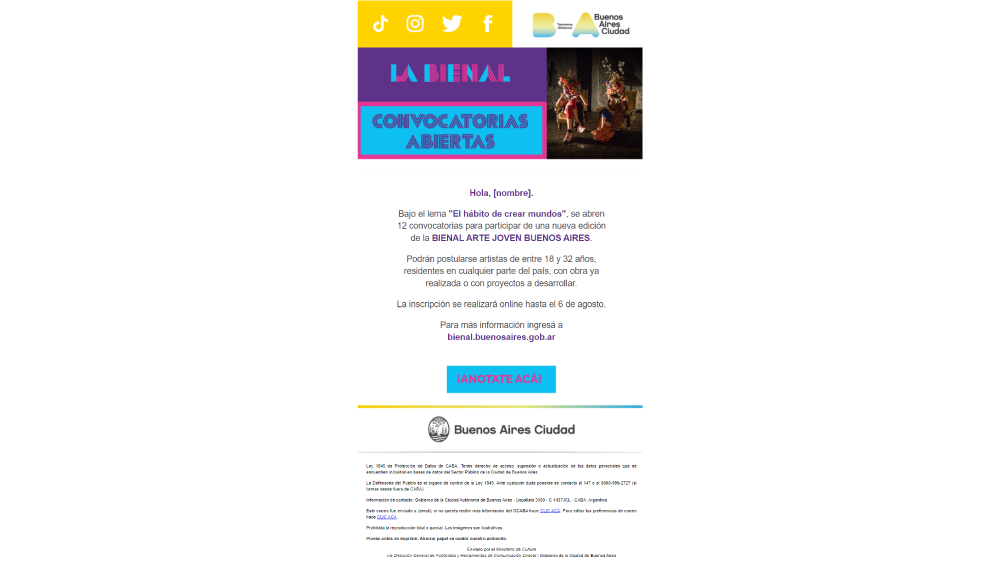 Tenemos
distancia
BA
Buenos
Aires
Ciudad
LA BIENAL
CONVOCATORIAS
ABIERTAS
Hola, [nombre].
Bajo el lema "El hábito de crear mundos", se abren
12 convocatorias para participar de una nueva edición
de la BIENAL ARTE JOVEN BUENOS AIRES.
Podrán postularse artistas de entre 18 y 32 años,
residentes en cualquier parte del país, con obra ya
realizada o con proyectos a desarrollar.
La inscripción se realizará online hasta el 6 de agosto.
Para más información ingresá a
bienal.buenosaires.gob.ar
¡ANOTATE ACÁ!
Buenos Aires Ciudad
Ley 1845 de Protección de Datos de CABA. Tenés derecho de acceso, supresión o actualización de tus datos personales que se
encuentren incluidos en bases de datos del Sector Público de la Ciudad de Buenos Aires
La Defensoría del Pueblo es el órgano de control de la Ley 1845. Ante cualquier duda ponerse en contacto al 147 o al 0800-999-2727 (si
llamás desde fuera de CABA)
Información de contacto: Gobierno de la Ciudad Autónoma de Buenos Aires - Uspallata 3160 - C 1437JCL - CABA, Argentina.
Este correo fue enviado a (email), si no querés recibir más información del GCABA hace CLIC ACÁ. Para editar tus preferencias de correo
hace CLIC ACÁ.
Prohibida la reproducción total o parcial. Las imágenes son ilustrativas.
Pensar antes de imprimir. Ahorrar papel es cuidar nuestro ambiente.
Enviado por el Ministerio de Cultura
vía Dirección General de Publicidad y Herramientas de Comunicación Directa | Gobierno de la Ciudad de Buenos Aires